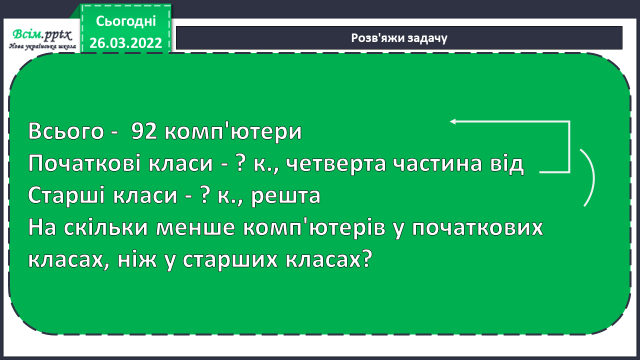 Всім.pptx
Нова українська школа
Сьогодні
26.03.2022
Розв'яжи задачу
Всього -  92 комп'ютери
Початкові класи - ? к., четверта частина від
Старші класи - ? к., решта
На скільки менше комп'ютерів у початкових
класах, ніж у старших класах?